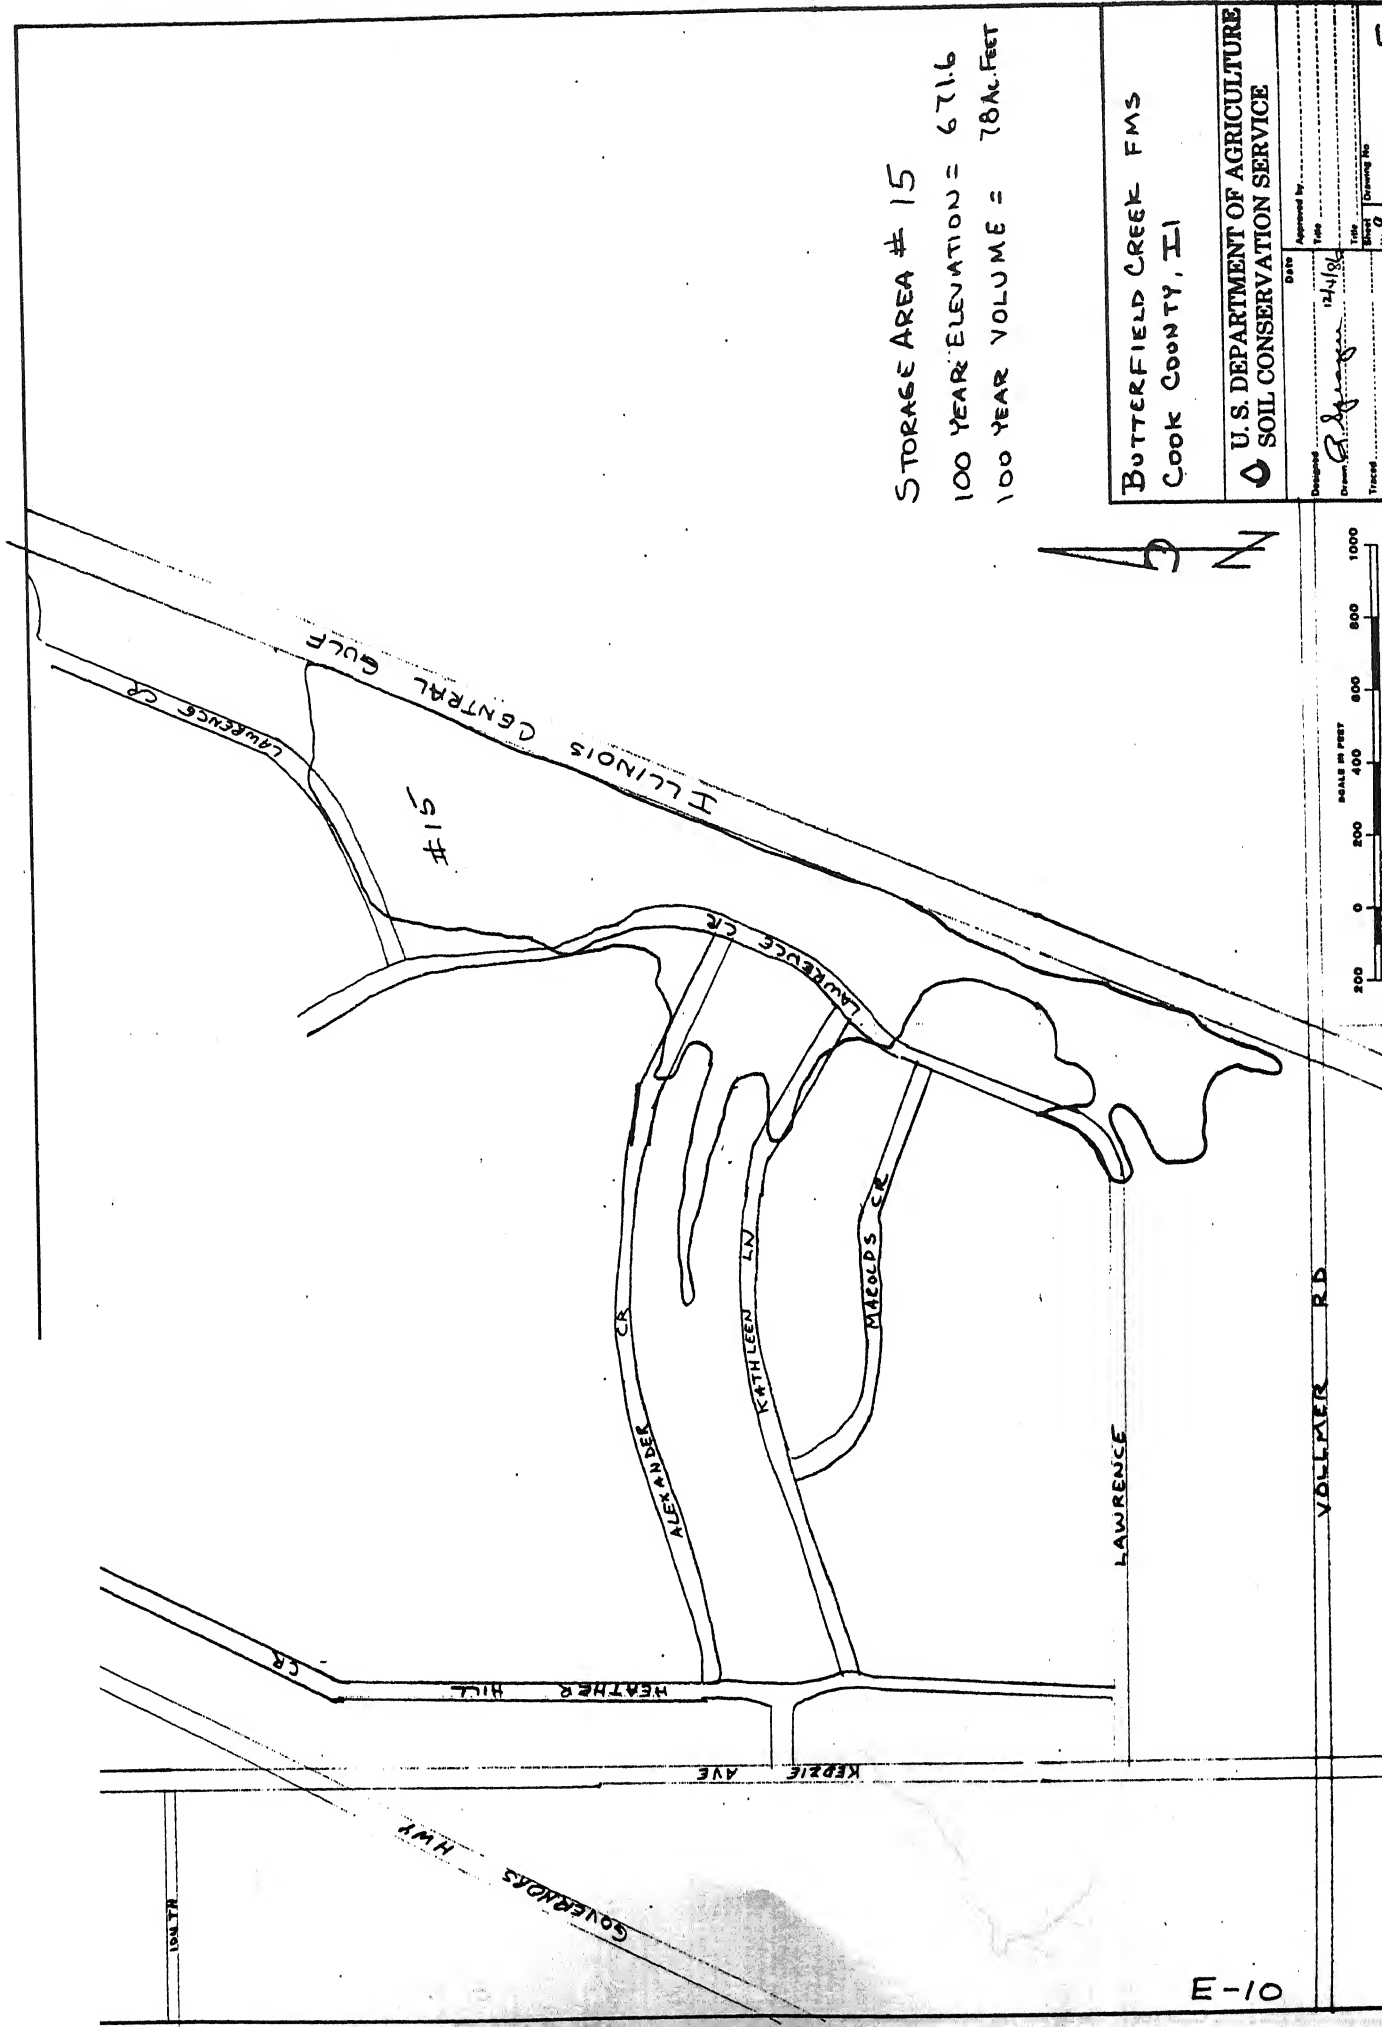 STORAGE AREA # 15
100 YEAR ELEVATION = 671.6
100 YEAR VOLUME = 78 Ac. FEET
BUTTERFIELD CREEK FMS
COOK COUNTY, Il
U. S. DEPARTMENT OF AGRICULTURE
SOIL CONSERVATION SERVICE
Date
Designed
Drawn 12/4/86
Traced
Approved by
Title
Title
Sheet
Drawing No
SCALE IN FEET
200 0 200 400 600 800 1000
N
ILLINOIS CENTRAL GULF
LAWRENCE CR
#15
LAWRENCE CR
ALEXANDER CR
KATHLEEN LN
MAROLDS CR
LAWRENCE
VOLLMER RD
HEATHER HILL CR
KEDZIE AVE
GOVERNORS HWY
E-10